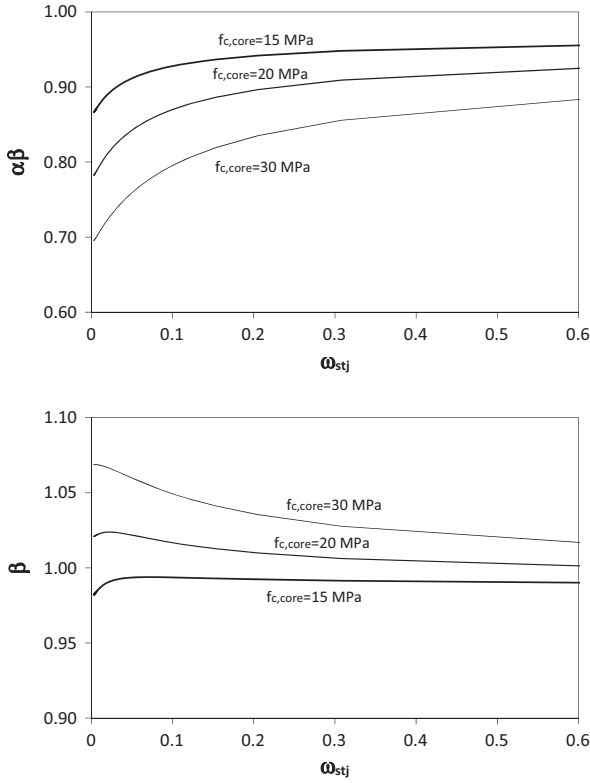 1.00
0.90
0.80
0.70
0.60
αβ
fc,core=15 MPa
fc,core=20 MPa
fc,core=30 MPa
0 0.1 0.2 0.3 0.4 0.5 0.6
ωstj
1.10
1.05
1.00
0.95
0.90
β
fc,core=30 MPa
fc,core=20 MPa
fc,core=15 MPa
0 0.1 0.2 0.3 0.4 0.5 0.6
ωstj